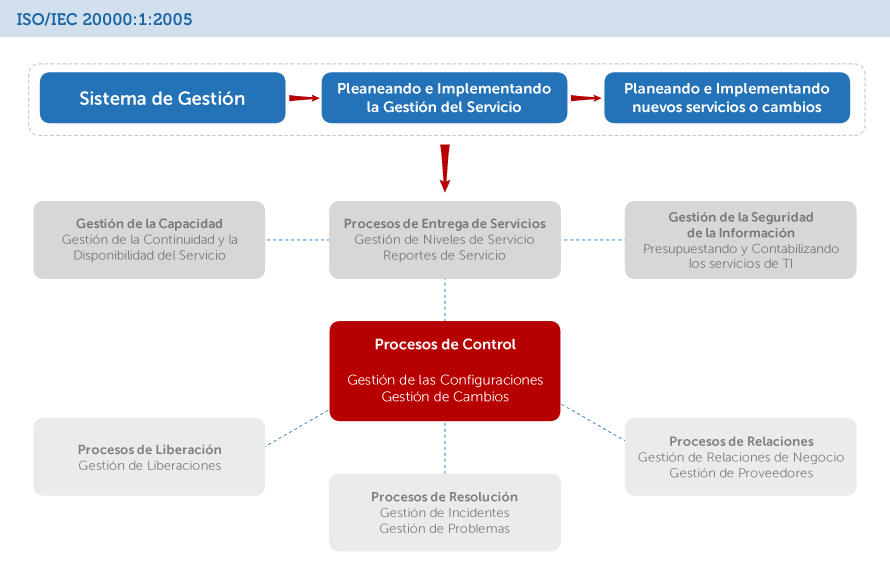 ISO/IEC 20000:1:2005
Sistema de Gestión
Pleaneando e Implementando
la Gestión del Servicio
Planeando e Implementando
nuevos servicios o cambios
Gestión de la Capacidad
Gestión de la Continuidad y la
Disponibilidad del Servicio
Procesos de Entrega de Servicios
Gestión de Niveles de Servicio
Reportes de Servicio
Gestión de la Seguridad
de la Información
Presupuestando y Contabilizando
los servicios de TI
Procesos de Control
Gestión de las Configuraciones
Gestión de Cambios
Procesos de Liberación
Gestión de Liberaciones
Procesos de Resolución
Gestión de Incidentes
Gestión de Problemas
Procesos de Relaciones
Gestión de Relaciones de Negocio
Gestión de Proveedores